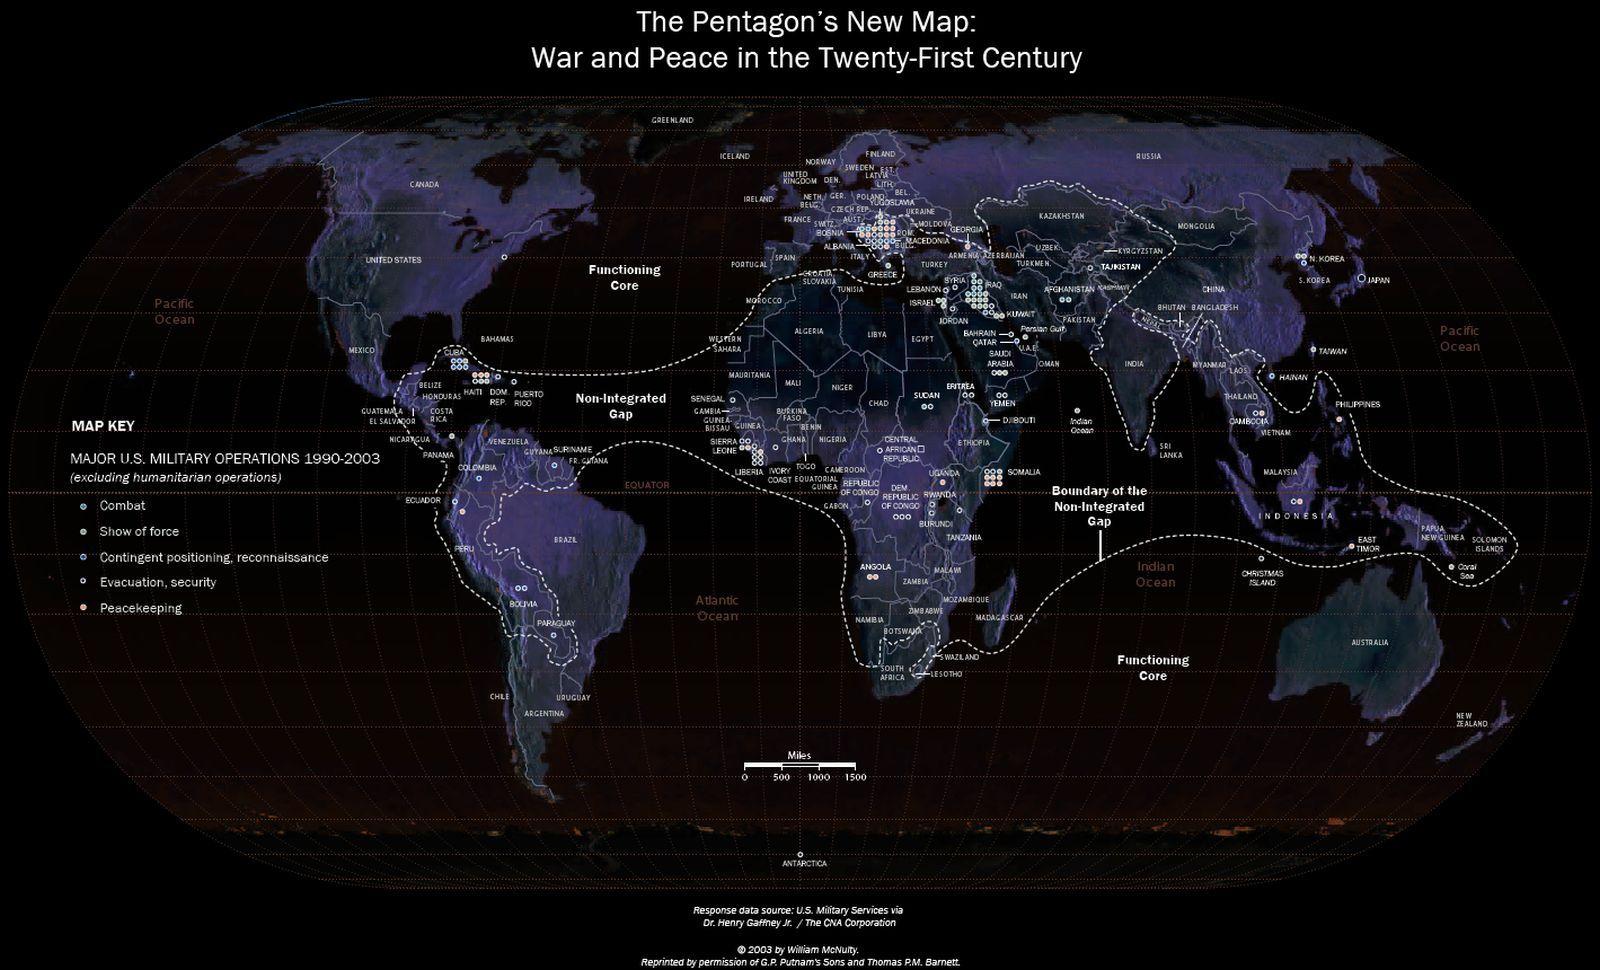 The Pentagon's New Map:
War and Peace in the Twenty-First Century
GREENLAND
ICELAND
NORWAY
FINLAND
SWEDEN
EST.
LATVIA
LITH.
RUSSIA
CANADA
UNITED
KINGDOM
DEN.
IRELAND
NETH.
BELG.
GER.
POLAND
BEL.
CZECH REP.
YUGOSLAVIA
UKRAINE
FRANCE
SWITZ.
AUST.
MOLDOVA
BOSNIA
ROM.
GEORGIA
KAZAKHSTAN
MONGOLIA
ALBANIA
MACEDONIA
BULG.
UNITED STATES
PORTUGAL
SPAIN
ITALY
ARMENIA
AZERBAIJAN
UZBEK.
KYRGYZSTAN
TURKEY
TURKMEN.
TAJIKISTAN
N. KOREA
S. KOREA
JAPAN
Functioning
Core
CROATIA
SLOVAKIA
GREECE
TUNISIA
SYRIA
LEBANON
IRAQ
IRAN
AFGHANISTAN
KASHMIR
CHINA
MOROCCO
ISRAEL
JORDAN
KUWAIT
PAKISTAN
BHUTAN
BANGLADESH
NEPAL
Pacific
Ocean
ALGERIA
LIBYA
EGYPT
BAHRAIN
QATAR
Persian Gulf
U.A.E.
Pacific
Ocean
MEXICO
CUBA
BAHAMAS
WESTERN
SAHARA
SAUDI
ARABIA
OMAN
INDIA
MYANMAR
LAOS
TAIWAN
HAINAN
BELIZE
HONDURAS
HAITI
DOM.
REP.
PUERTO
RICO
MAURITANIA
MALI
NIGER
CHAD
SUDAN
ERITREA
YEMEN
THAILAND
Non-Integrated
Gap
SENEGAL
GAMBIA
GUINEA-
BISSAU
GUINEA
BURKINA
FASO
BENIN
DJIBOUTI
Indian
Ocean
CAMBODIA
VIETNAM
PHILIPPINES
GUATEMALA
EL SALVADOR
COSTA
RICA
NICARAGUA
PANAMA
VENEZUELA
GUYANA
SURINAME
FR. GUIANA
COLOMBIA
SIERRA
LEONE
LIBERIA
IVORY
COAST
GHANA
TOGO
NIGERIA
CENTRAL
AFRICAN
REPUBLIC
ETHIOPIA
SRI
LANKA
MAP KEY
MAJOR U.S. MILITARY OPERATIONS 1990-2003
(excluding humanitarian operations)
Combat
Show of force
Contingent positioning, reconnaissance
Evacuation, security
Peacekeeping
ECUADOR
EQUATOR
CAMEROON
EQUATORIAL
GUINEA
REPUBLIC
OF CONGO
GABON
DEM.
REPUBLIC
OF CONGO
UGANDA
RWANDA
BURUNDI
SOMALIA
MALAYSIA
INDONESIA
Boundary of the
Non-Integrated
Gap
PERU
BRAZIL
TANZANIA
PAPUA
NEW GUINEA
SOLOMON
ISLANDS
EAST
TIMOR
Coral
Sea
CHRISTMAS
ISLAND
Indian
Ocean
BOLIVIA
Atlantic
Ocean
ANGOLA
ZAMBIA
MALAWI
MOZAMBIQUE
ZIMBABWE
MADAGASCAR
PARAGUAY
NAMIBIA
BOTSWANA
SWAZILAND
SOUTH
AFRICA
LESOTHO
AUSTRALIA
Functioning
Core
CHILE
URUGUAY
ARGENTINA
NEW
ZEALAND
Miles
0 500 1000 1500
ANTARCTICA
Response data source: U.S. Military Services via
Dr. Henry Gaffney Jr. / The CNA Corporation
© 2003 by William McNulty.
Reprinted by permission of G.P. Putnam's Sons and Thomas P.M. Barnett.